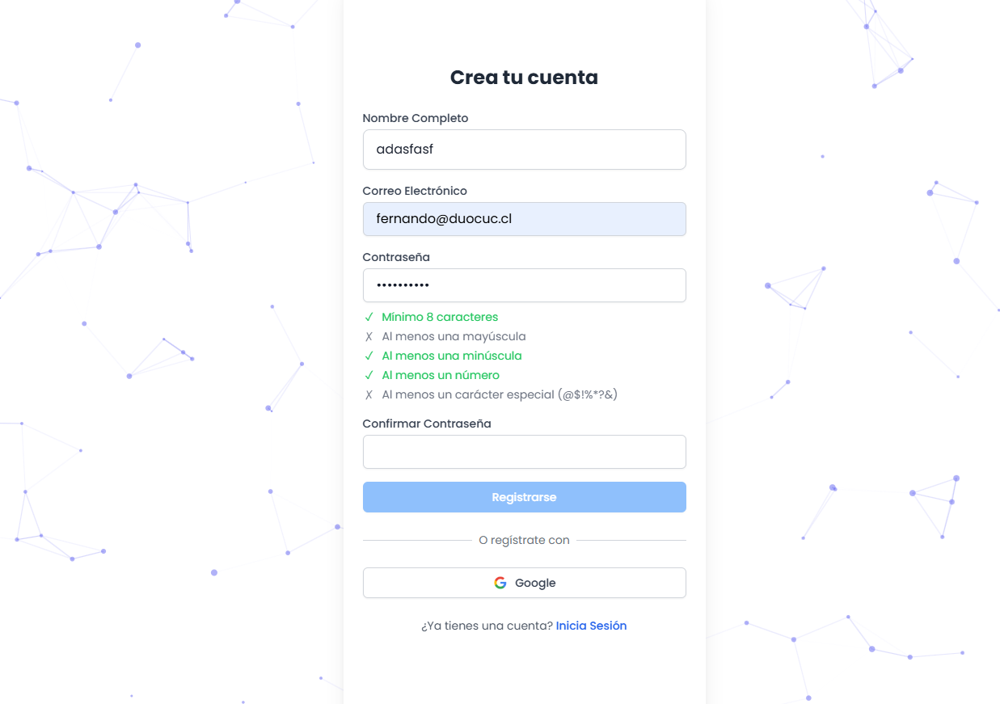 Crea tu cuenta
Nombre Completo
adasfasf
Correo Electrónico
fernando@duocuc.cl
Contraseña
••••••••••
✓ Mínimo 8 caracteres
✗ Al menos una mayúscula
✓ Al menos una minúscula
✓ Al menos un número
✗ Al menos un carácter especial (@$!%*?&)
Confirmar Contraseña
Registrarse
O regístrate con
Google
¿Ya tienes una cuenta? Inicia Sesión